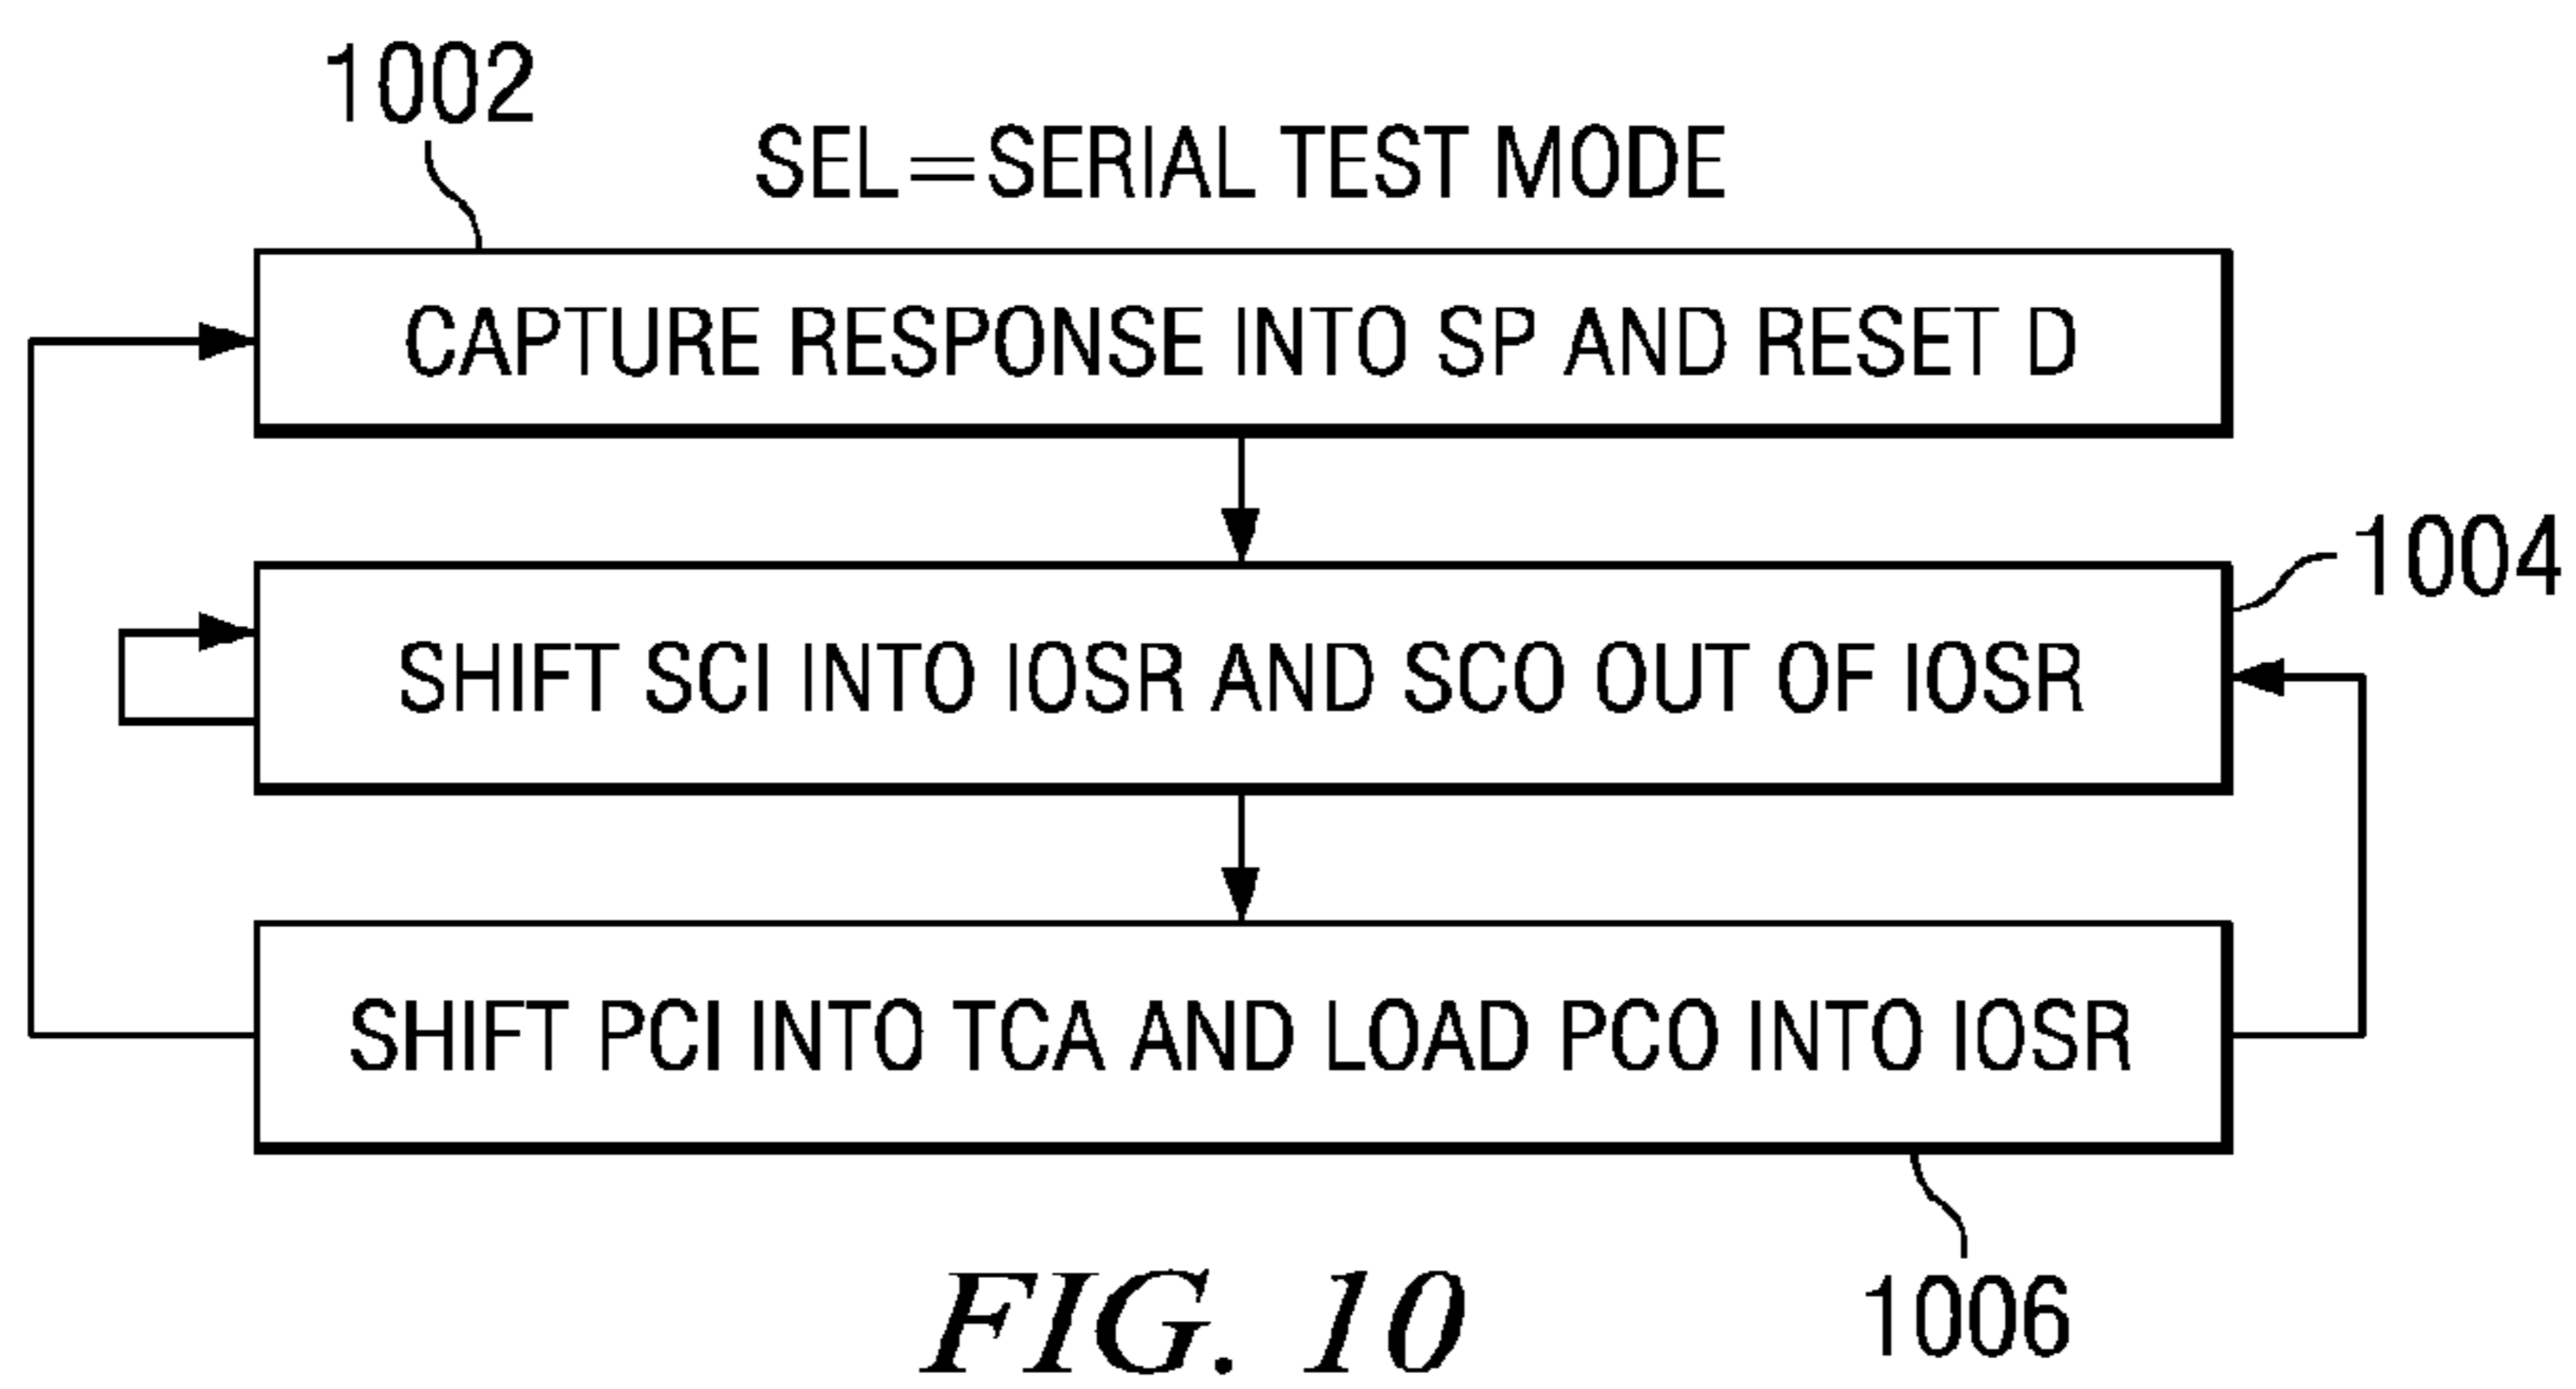 1002
SEL=SERIAL TEST MODE
CAPTURE RESPONSE INTO SP AND RESET D
1004
SHIFT SCI INTO IOSR AND SCO OUT OF IOSR
SHIFT PCI INTO TCA AND LOAD PCO INTO IOSR
1006
FIG. 10